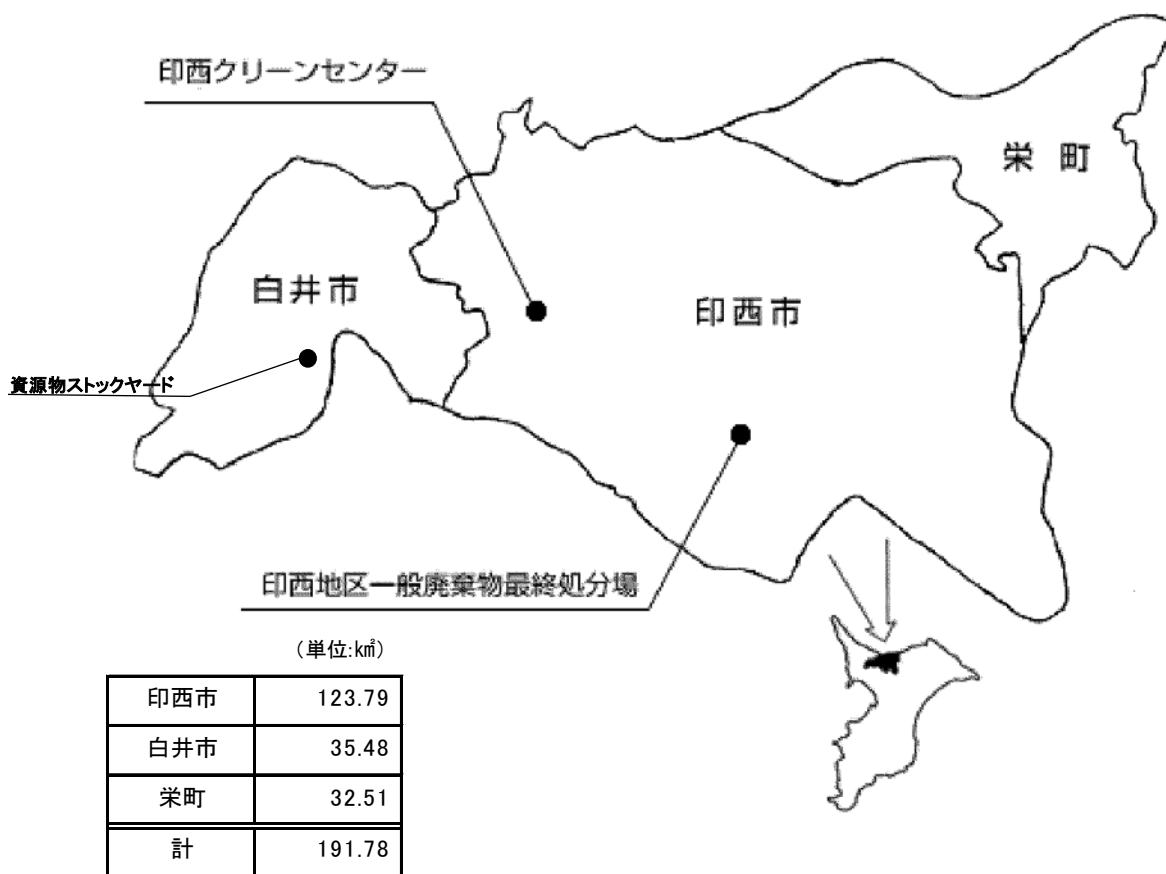 印西クリーンセンター
栄町
白井市
印西市
資源物ストックヤード
印西地区一般廃棄物最終処分場
（単位:k㎡）
印西市 123.79
白井市 35.48
栄町 32.51
計 191.78